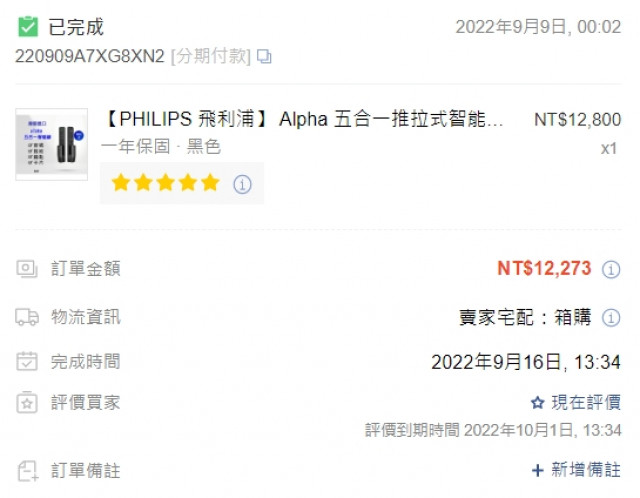 已完成
2022年9月9日, 00:02
220909A7XG8XN2 [分期付款]
【PHILIPS 飛利浦】Alpha 五合一推拉式智能...
NT$12,800
一年保固 · 黑色
x1
訂單金額
NT$12,273
物流資訊
賣家宅配：箱購
完成時間
2022年9月16日, 13:34
評價買家
現在評價
評價到期時間 2022年10月1日, 13:34
訂單備註
+ 新增備註